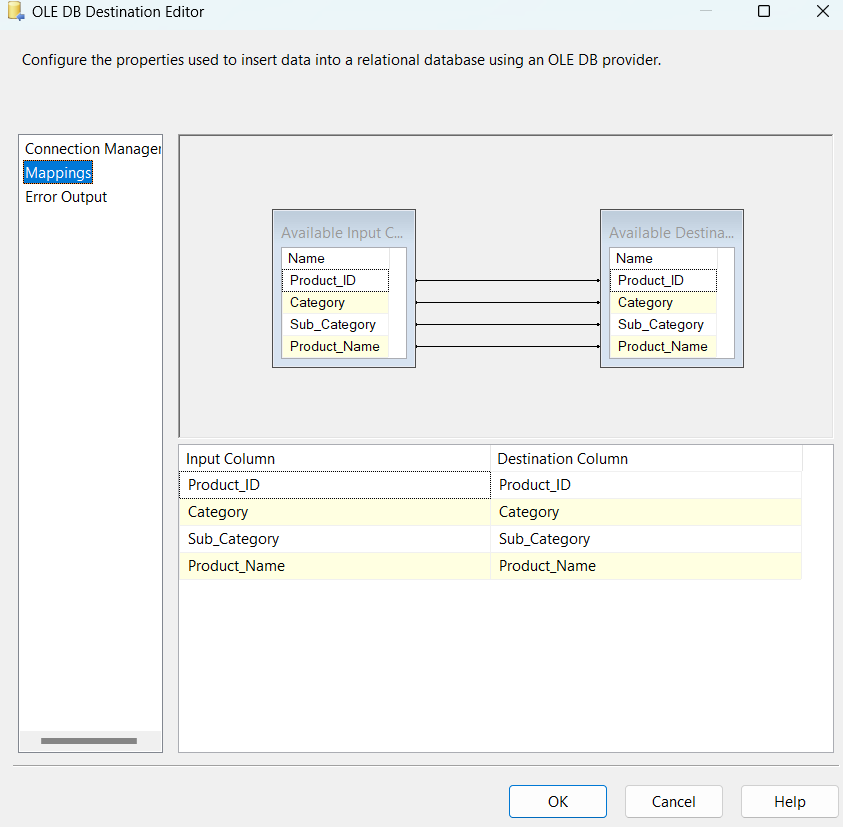 OLE DB Destination Editor
Configure the properties used to insert data into a relational database using an OLE DB provider.
Connection Manager
Mappings
Error Output
Available Input C...
Name
Product_ID
Category
Sub_Category
Product_Name
Available Destina...
Name
Product_ID
Category
Sub_Category
Product_Name
Input Column Destination Column
Product_ID Product_ID
Category Category
Sub_Category Sub_Category
Product_Name Product_Name
OK Cancel Help